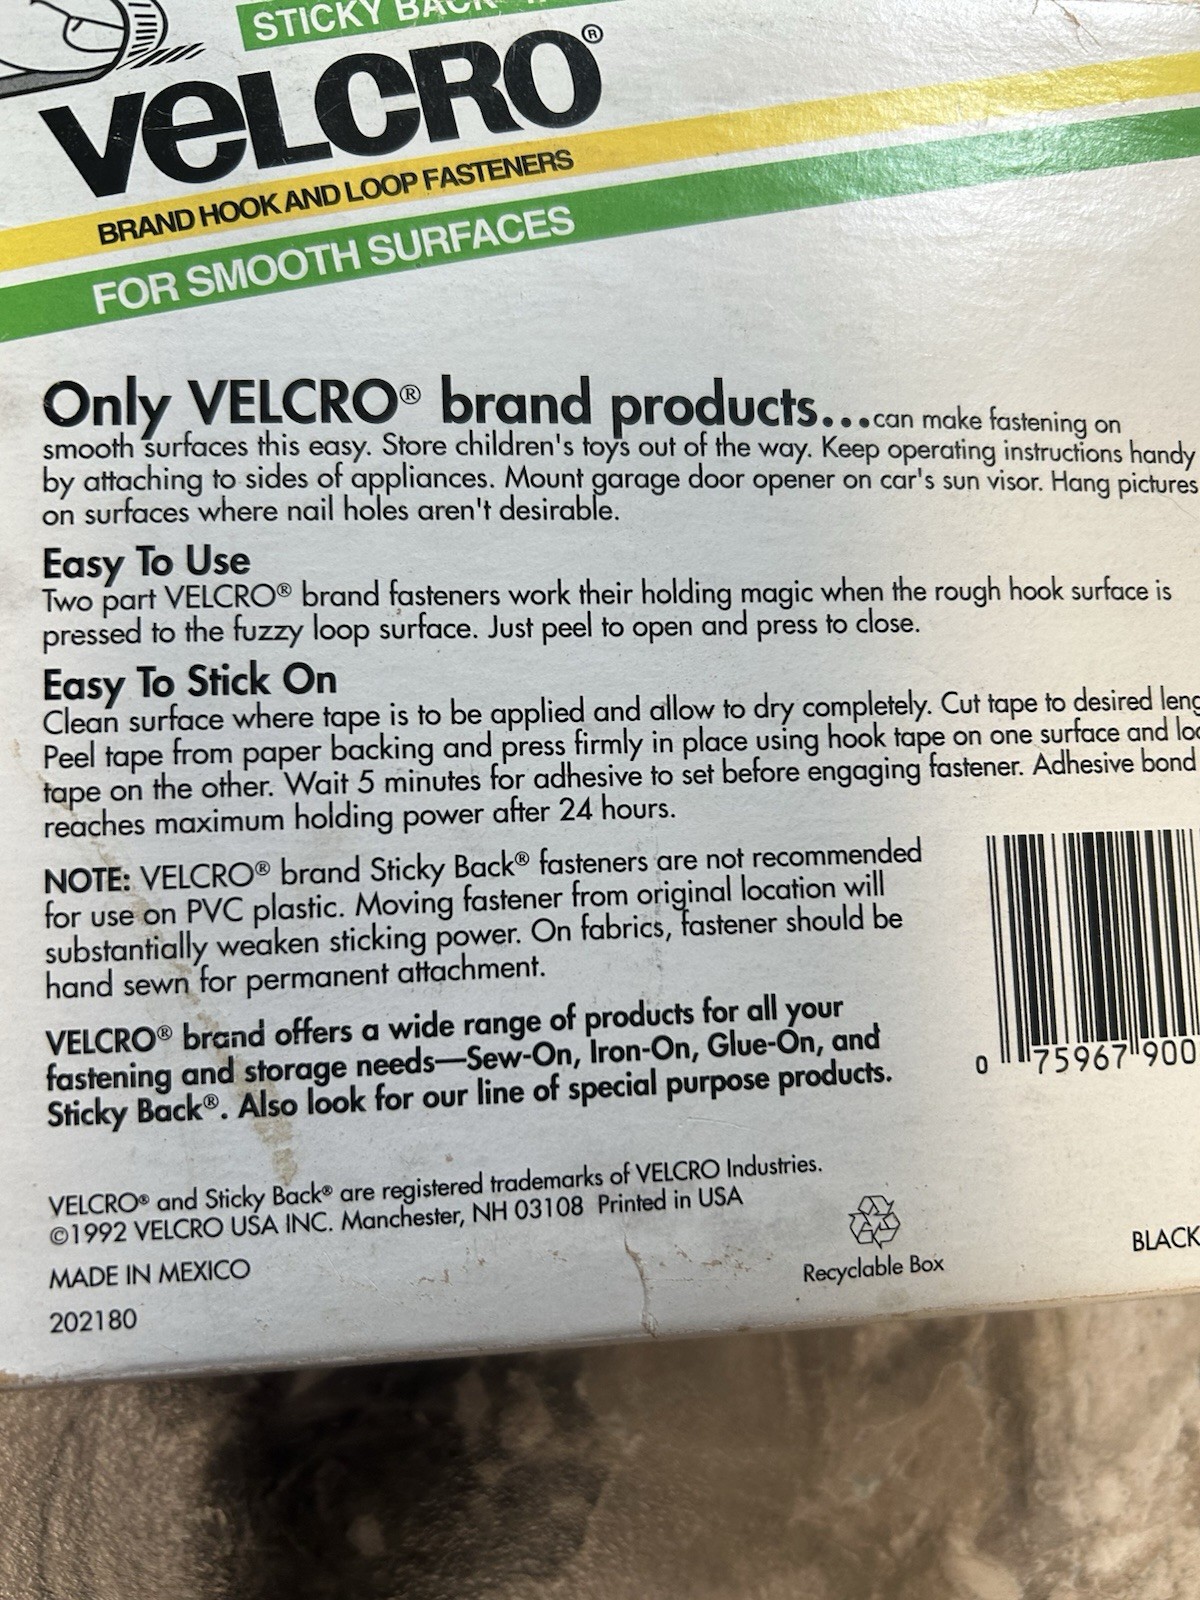 STICKY BACK
VELCRO®
BRAND HOOK AND LOOP FASTENERS
FOR SMOOTH SURFACES
Only VELCRO® brand products...can make fastening on
smooth surfaces this easy. Store children's toys out of the way. Keep operating instructions handy
by attaching to sides of appliances. Mount garage door opener on car's sun visor. Hang pictures
on surfaces where nail holes aren't desirable.
Easy To Use
Two part VELCRO® brand fasteners work their holding magic when the rough hook surface is
pressed to the fuzzy loop surface. Just peel to open and press to close.
Easy To Stick On
Clean surface where tape is to be applied and allow to dry completely. Cut tape to desired
Peel tape from paper backing and press firmly in place using hook tape on one surface and
tape on the other. Wait 5 minutes for adhesive to set before engaging fastener. Adhesive bond
reaches maximum holding power after 24 hours.
NOTE: VELCRO® brand Sticky Back® fasteners are not recommended
for use on PVC plastic. Moving fastener from original location will
substantially weaken sticking power. On fabrics, fastener should be
hand sewn for permanent attachment.
VELCRO® brand offers a wide range of products for all your
fastening and storage needs—Sew-On, Iron-On, Glue-On, and
Sticky Back®. Also look for our line of special purpose products.
0 75967 900
VELCRO® and Sticky Back® are registered trademarks of VELCRO Industries.
©1992 VELCRO USA INC. Manchester, NH 03108 Printed in USA
MADE IN MEXICO
202180
Recyclable Box
BLACK